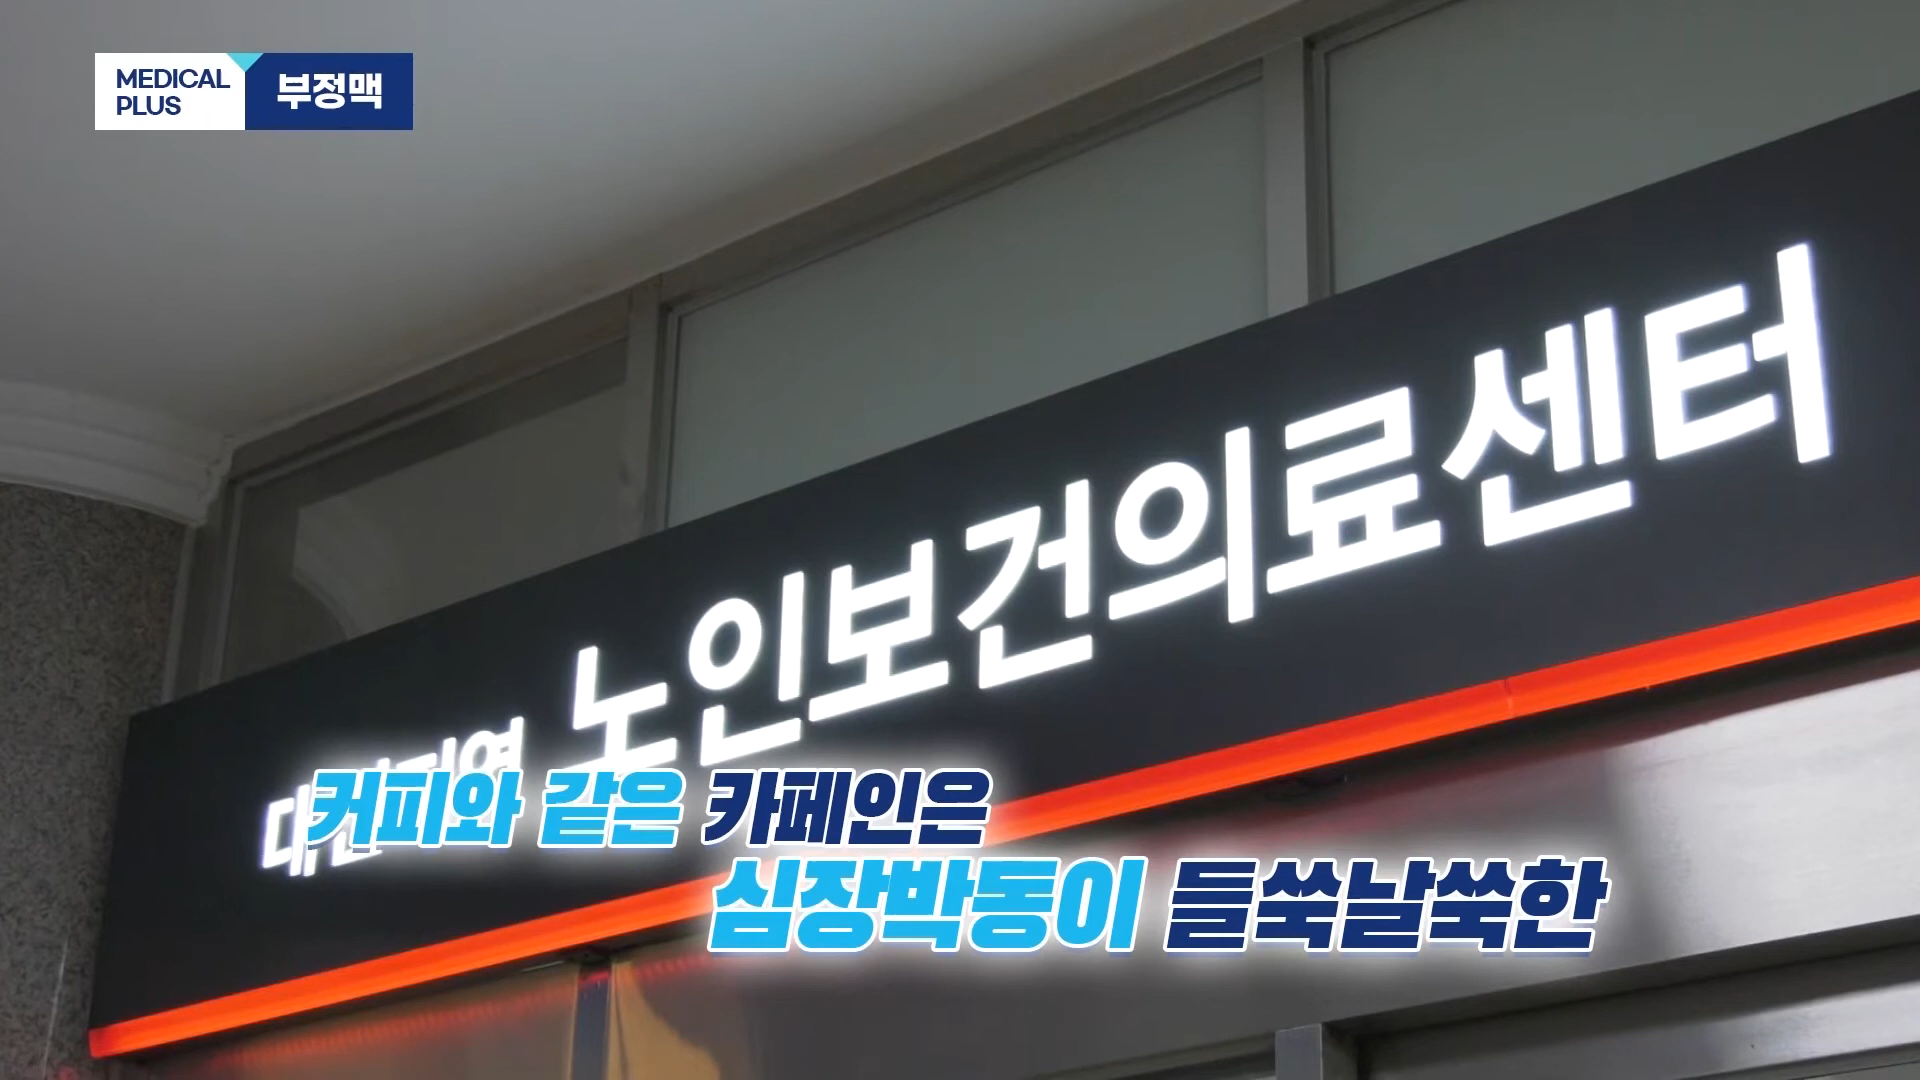 MEDICAL
PLUS
부정맥
노인보건의료센터
커피와 같은 카페인은
심장박동이 들쑥날쑥한